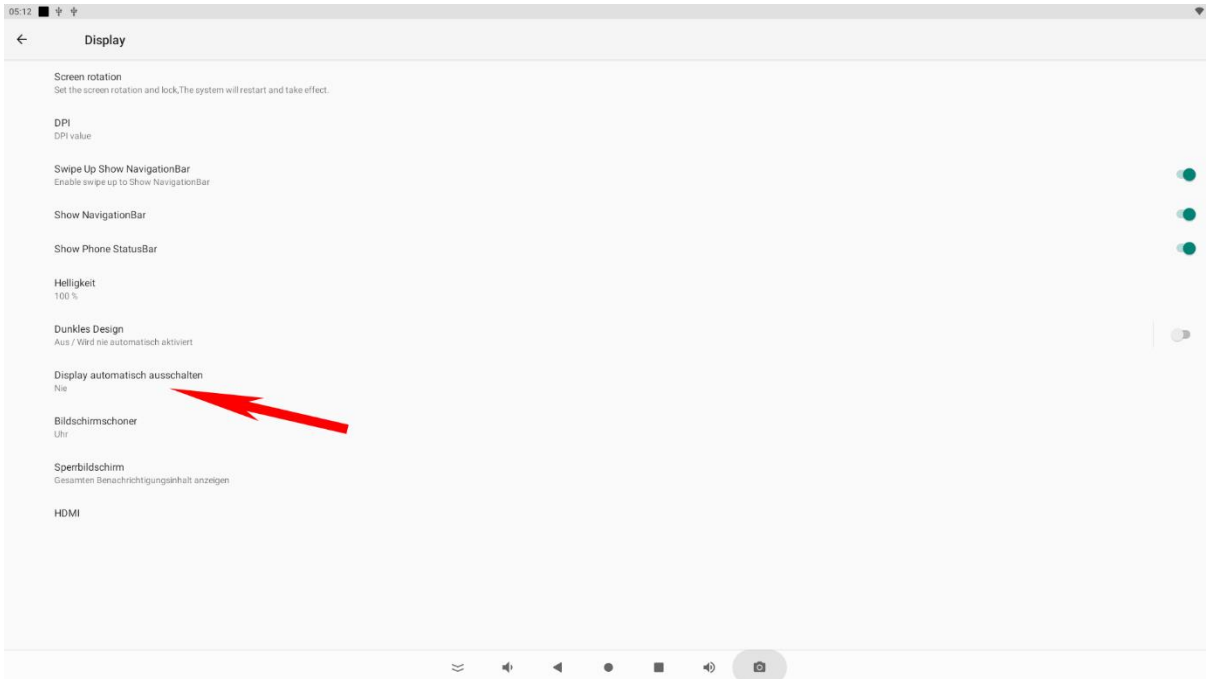 05:12
Display
Screen rotation
Set the screen rotation and lock,The system will restart and take effect.
DPI
DPI value
Swipe Up Show NavigationBar
Enable swipe up to Show NavigationBar
Show NavigationBar
Show Phone StatusBar
Helligkeit
100 %
Dunkles Design
Aus / Wird nie automatisch aktiviert
Display automatisch ausschalten
Nie
Bildschirmschoner
Uhr
Sperrbildschirm
Gesamten Benachrichtigungsinhalt anzeigen
HDMI